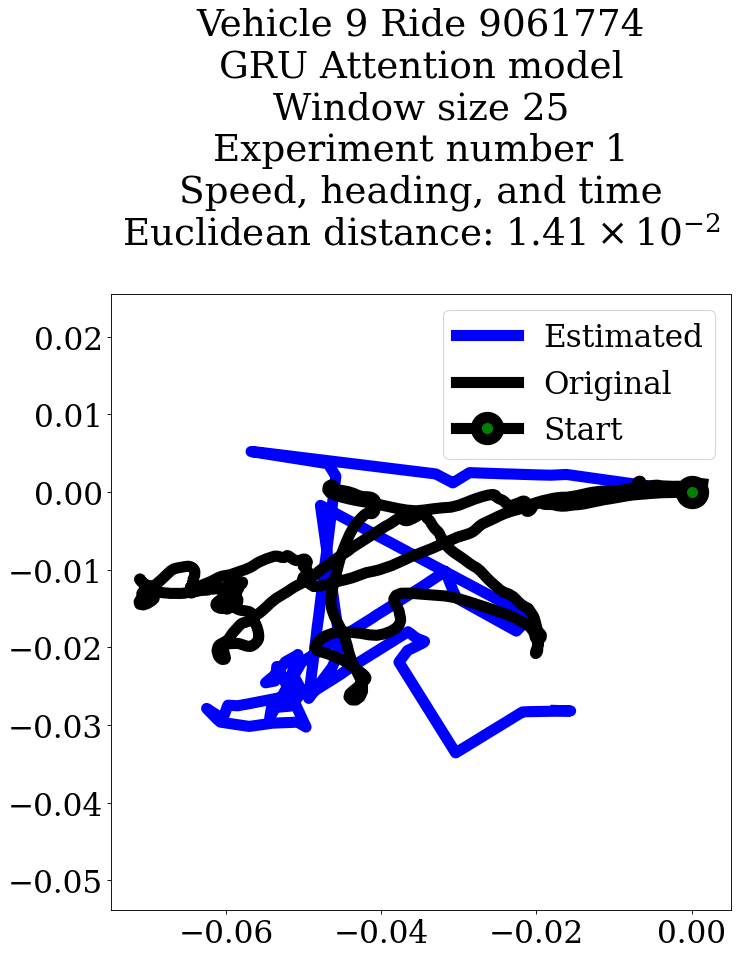 Vehicle 9 Ride 9061774
GRU Attention model
Window size 25
Experiment number 1
Speed, heading, and time
Euclidean distance: 1.41 × 10⁻²
Estimated
Original
Start
0.02
0.01
0.00
−0.01
−0.02
−0.03
−0.04
−0.05
−0.06 −0.04 −0.02 0.00